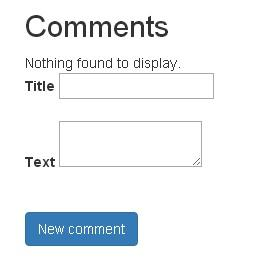 Comments
Nothing found to display.
Title
Text
New comment